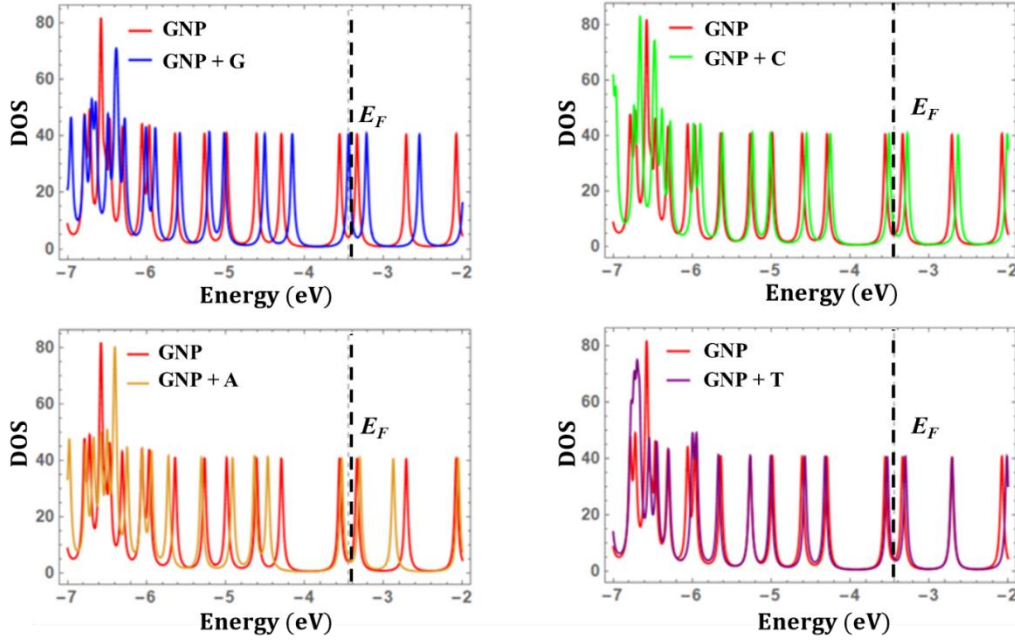 GNP
GNP + G
E_F
DOS
80
60
40
20
0
−7 −6 −5 −4 −3 −2
Energy (eV)
GNP
GNP + C
E_F
DOS
80
60
40
20
0
−7 −6 −5 −4 −3 −2
Energy (eV)
GNP
GNP + A
E_F
DOS
80
60
40
20
0
−7 −6 −5 −4 −3 −2
Energy (eV)
GNP
GNP + T
E_F
DOS
80
60
40
20
0
−7 −6 −5 −4 −3 −2
Energy (eV)